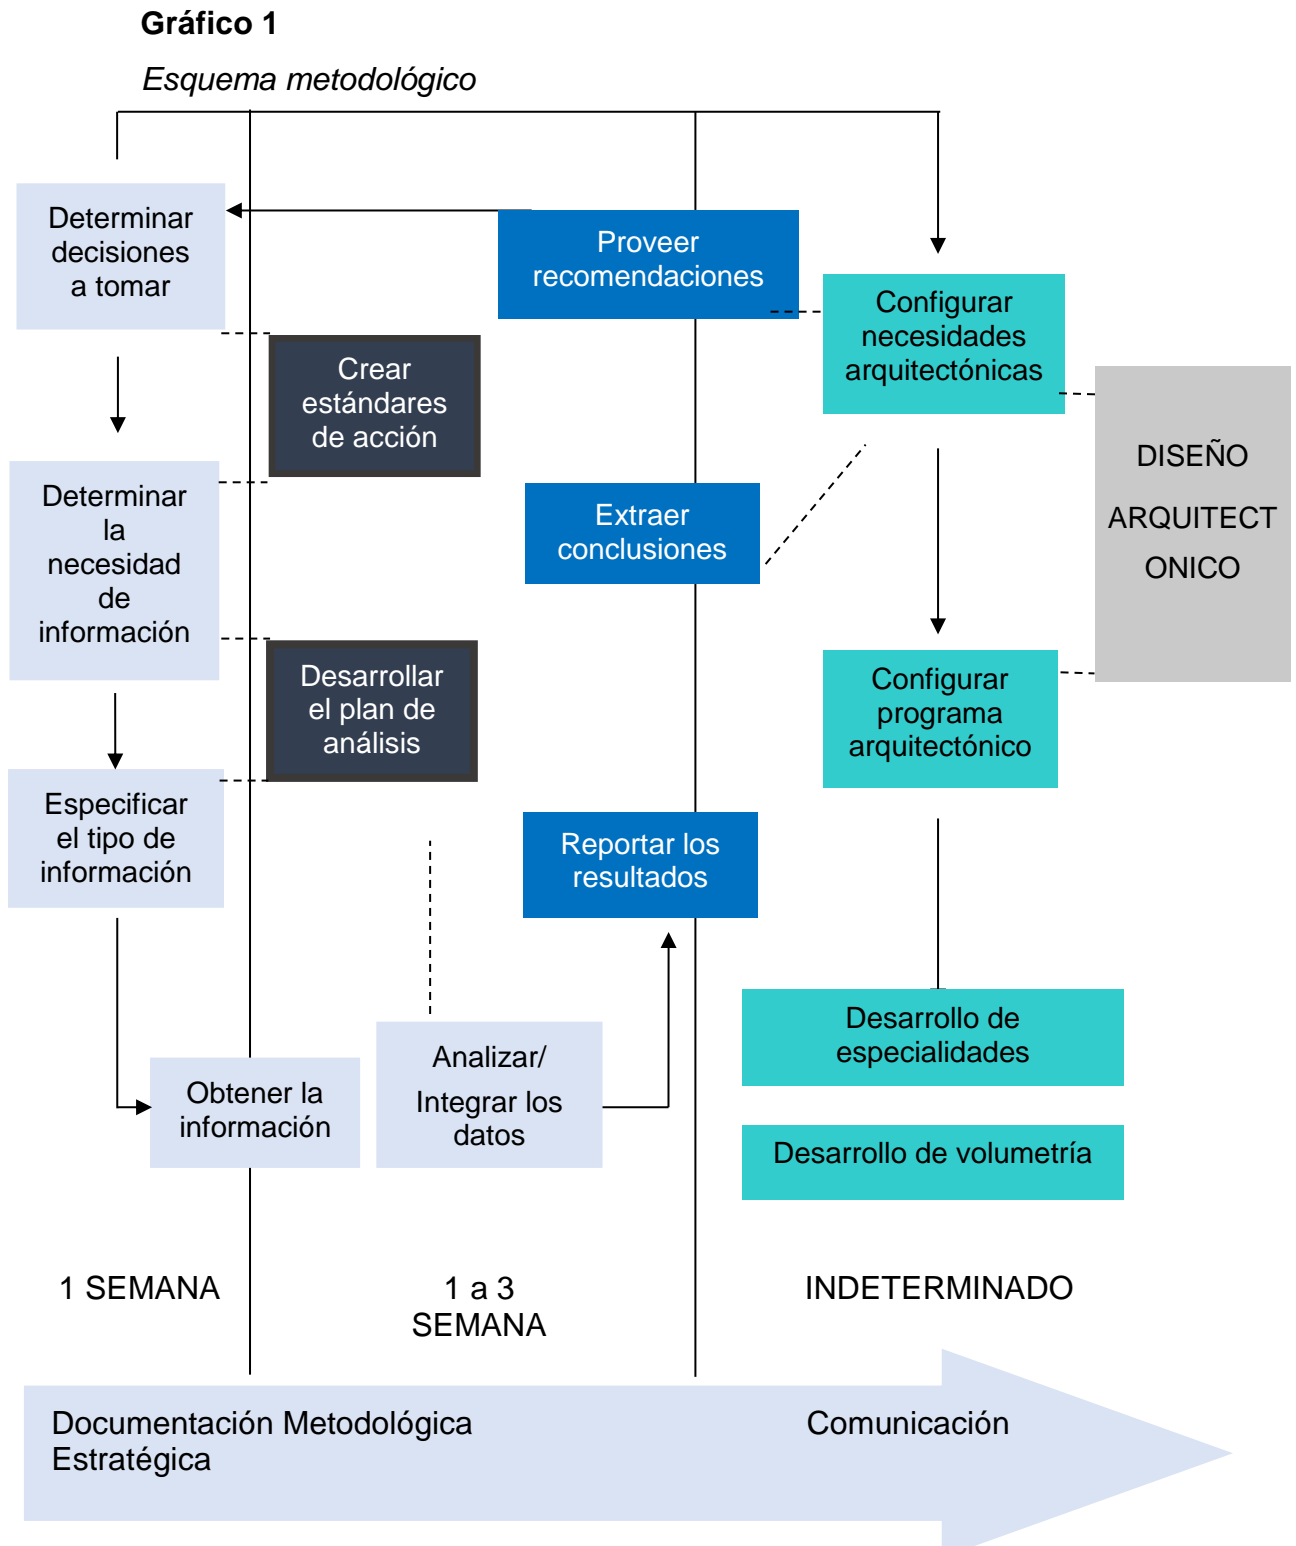 Gráfico 1
Esquema metodológico
Determinar
decisiones
a tomar
Proveer
recomendaciones
Configurar
necesidades
arquitectónicas
Crear
estándares
de acción
DISEÑO
ARQUITECT
ONICO
Determinar
la
necesidad
de
información
Extraer
conclusiones
Desarrollar
el plan de
análisis
Configurar
programa
arquitectónico
Especificar
el tipo de
información
Reportar los
resultados
Desarrollo de
especialidades
Obtener la
información
Analizar/
Integrar los
datos
Desarrollo de volumetría
1 SEMANA
1 a 3
SEMANA
INDETERMINADO
Documentación Metodológica
Estratégica
Comunicación